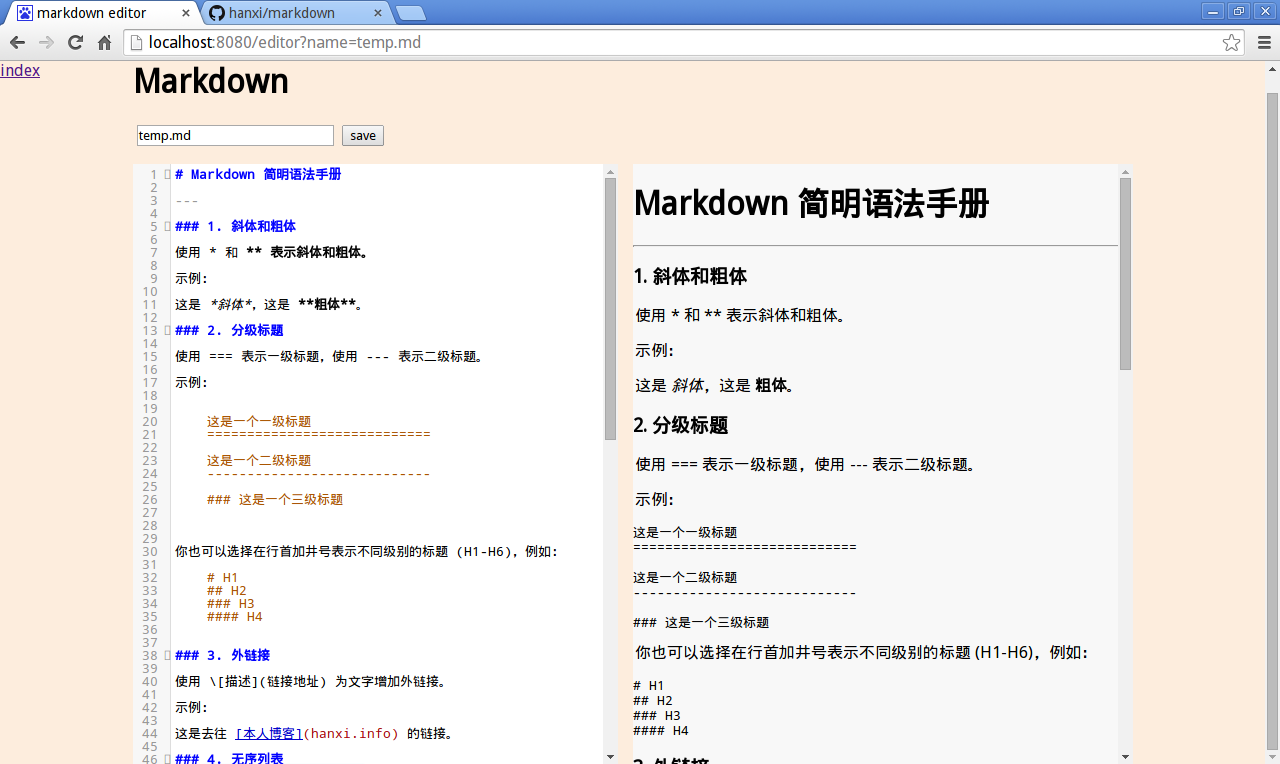 markdown editor
hanxi/markdown
localhost:8080/editor?name=temp.md
index
Markdown
temp.md
save
1 # Markdown 简明语法手册
2
3 ---
4
5 ### 1. 斜体和粗体
6
7 使用 * 和 ** 表示斜体和粗体。
8
9 示例:
10
11 这是 *斜体*，这是 **粗体**。
12
13 ### 2. 分级标题
14
15 使用 === 表示一级标题，使用 --- 表示二级标题。
16
17 示例:
18
19
20 这是一个一级标题
21 ============================
22
23 这是一个二级标题
24 ----------------------------
25
26 ### 这是一个三级标题
27
28
29
30 你也可以选择在行首加井号表示不同级别的标题 (H1-H6)，例如:
31
32 # H1
33 ## H2
34 ### H3
35 #### H4
36
37
38 ### 3. 外链接
39
40 使用 \[描述](链接地址) 为文字增加外链接。
41
42 示例:
43
44 这是去往 [本人博客](hanxi.info) 的链接。
45
46 ### 4. 无序列表
Markdown 简明语法手册
1. 斜体和粗体
使用 * 和 ** 表示斜体和粗体。
示例:
这是 斜体，这是 粗体。
2. 分级标题
使用 === 表示一级标题，使用 --- 表示二级标题。
示例:
这是一个一级标题
============================
这是一个二级标题
----------------------------
### 这是一个三级标题
你也可以选择在行首加井号表示不同级别的标题 (H1-H6)，例如:
# H1
## H2
### H3
#### H4
3. 外链接